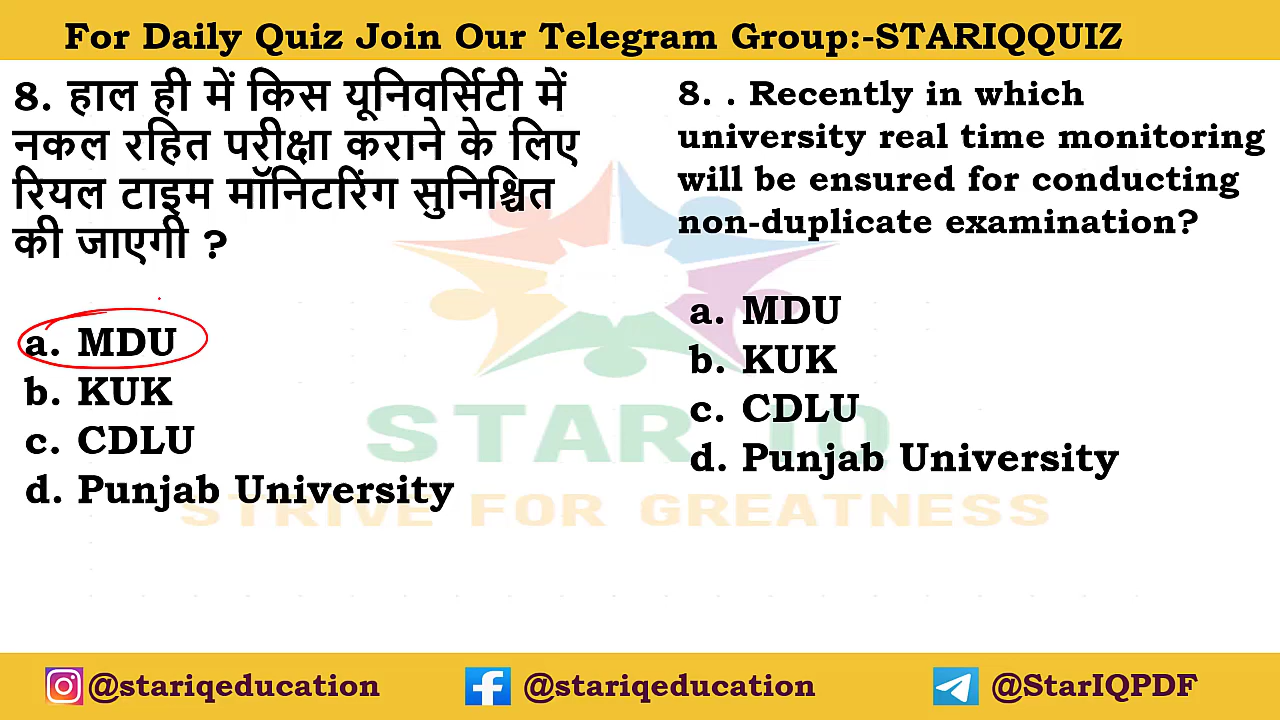 For Daily Quiz Join Our Telegram Group:-STARIQQUIZ
8. हाल ही में किस यूनिवर्सिटी में
नकल रहित परीक्षा कराने के लिए
रियल टाइम मॉनिटरिंग सुनिश्चित
की जाएगी ?
a. MDU
b. KUK
c. CDLU
d. Punjab University
8. . Recently in which
university real time monitoring
will be ensured for conducting
non-duplicate examination?
a. MDU
b. KUK
c. CDLU
d. Punjab University
STAR IQ
STRIVE FOR GREATNESS
@stariqeducation
@stariqeducation
@StarIQPDF